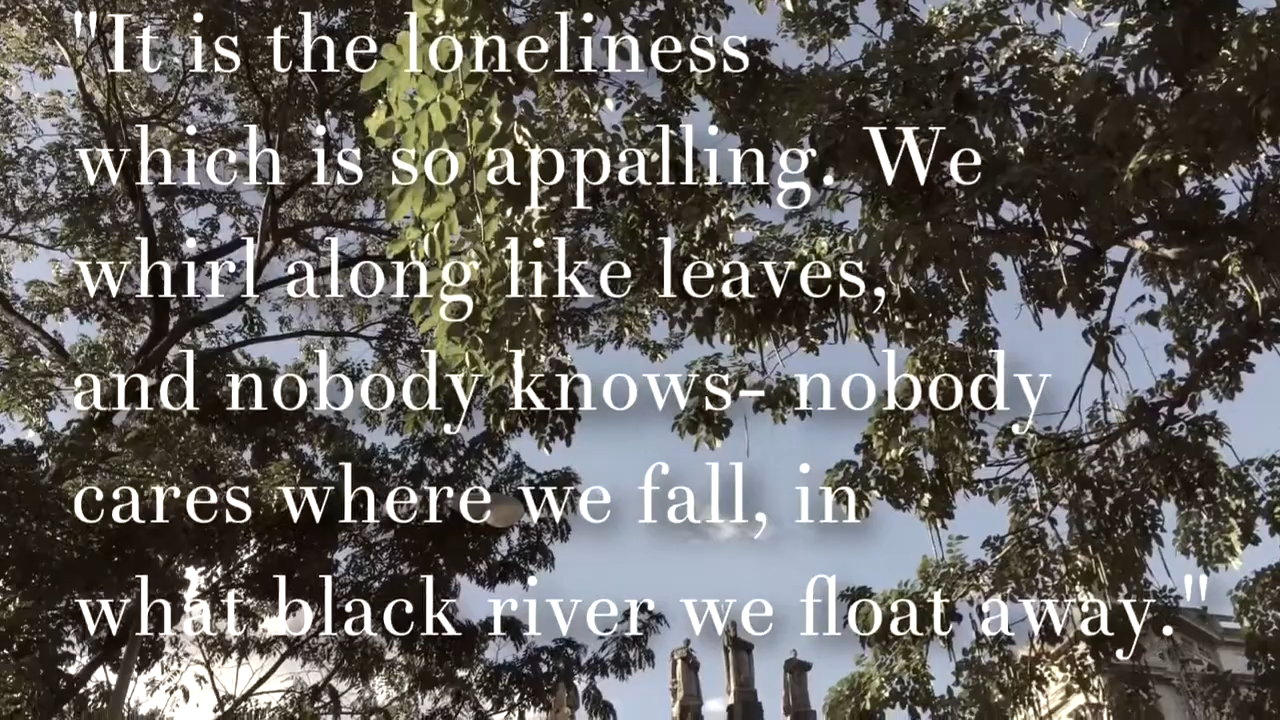 "It is the loneliness
which is so appalling. We
whirl along like leaves,
and nobody knows- nobody
cares where we fall, in
what black river we float away."